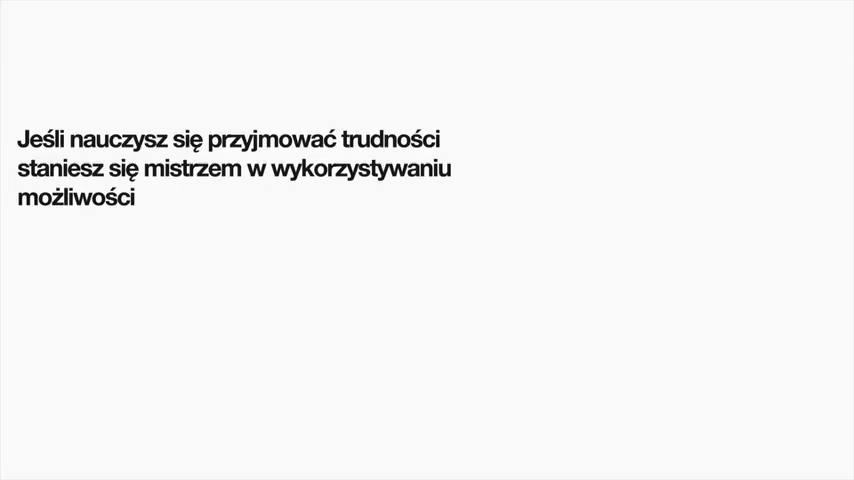 Jeśli nauczysz się przyjmować trudności
staniesz się mistrzem w wykorzystywaniu
możliwości